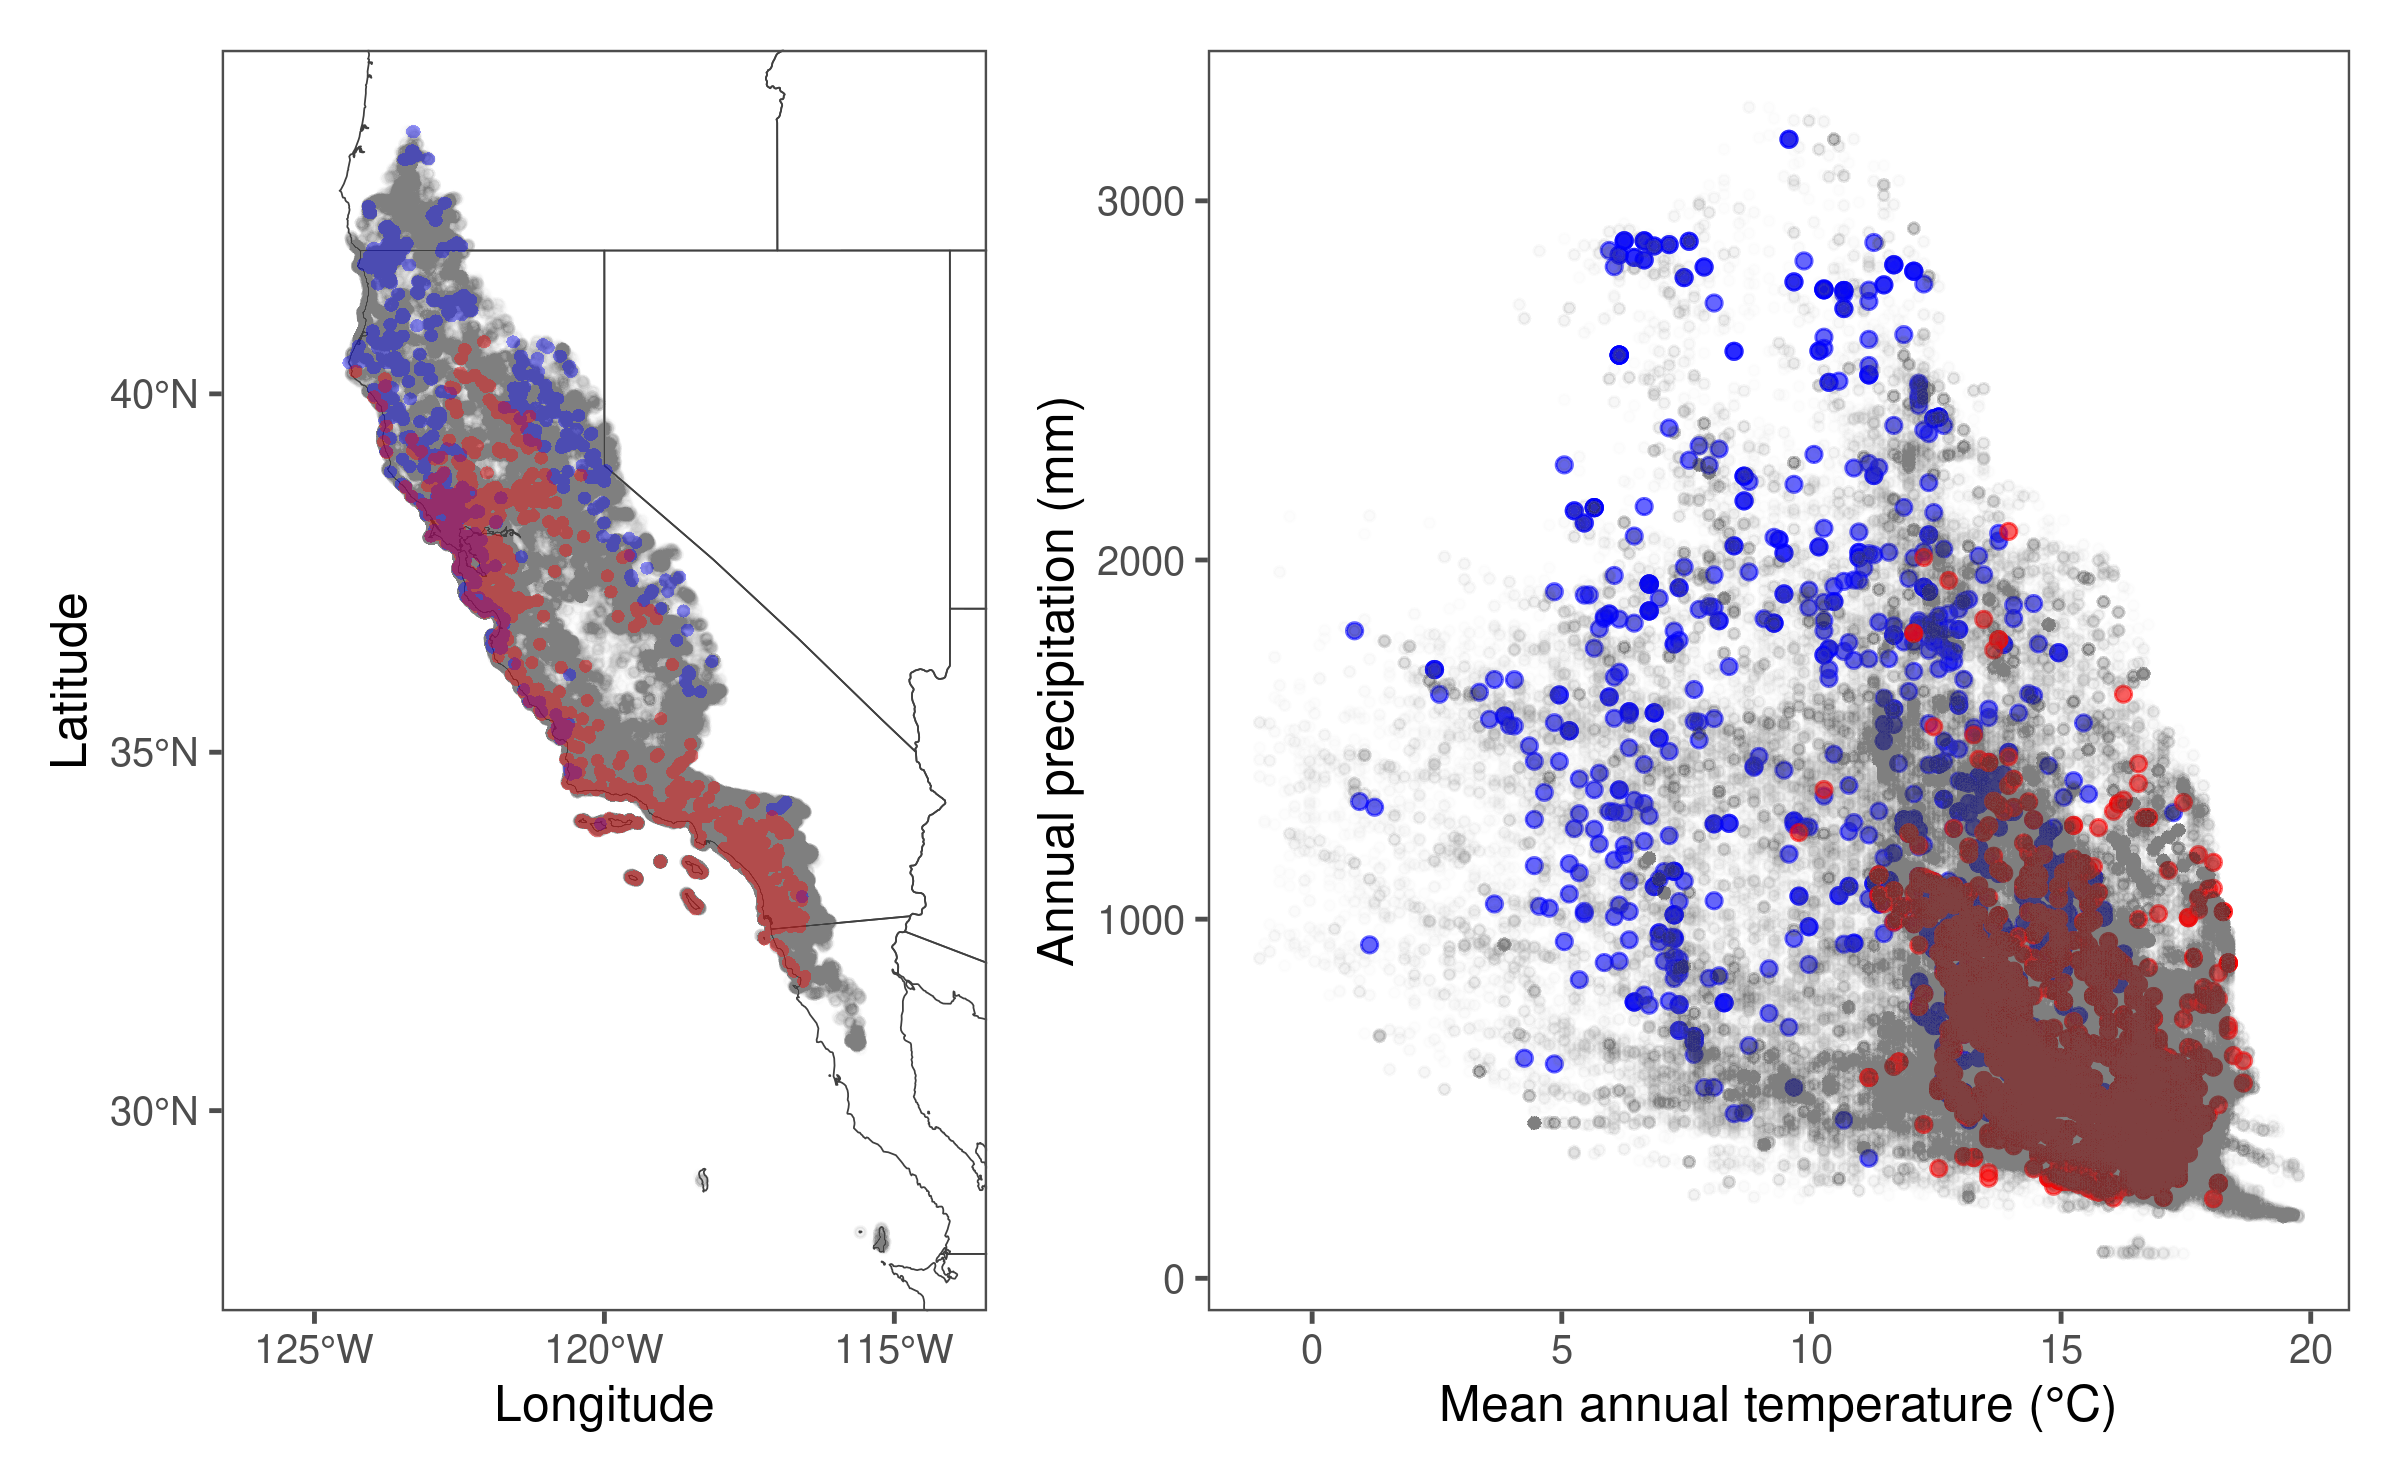 Latitude
40°N
35°N
30°N
125°W 120°W 115°W
Longitude
Annual precipitation (mm)
3000
2000
1000
0
0 5 10 15 20
Mean annual temperature (°C)